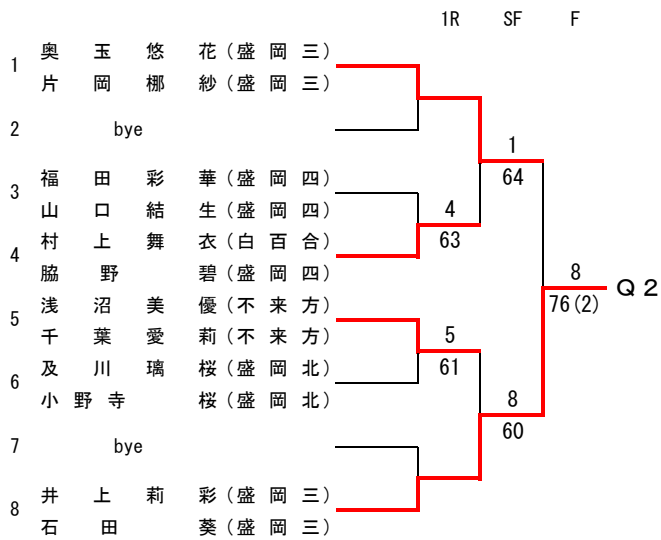 1R SF F
1 奥玉悠花(盛岡三)
片岡梛紗(盛岡三)
2 bye
3 福田彩華(盛岡四)
山口結生(盛岡四)
4 村上舞衣(白百合)
脇野碧(盛岡四)
5 浅沼美優(不来方)
千葉愛莉(不来方)
6 及川璃桜(盛岡北)
小野寺桜(盛岡北)
7 bye
8 井上莉彩(盛岡三)
石田葵(盛岡三)
4
63
5
61
1
64
8
60
8
76(2)
Q2